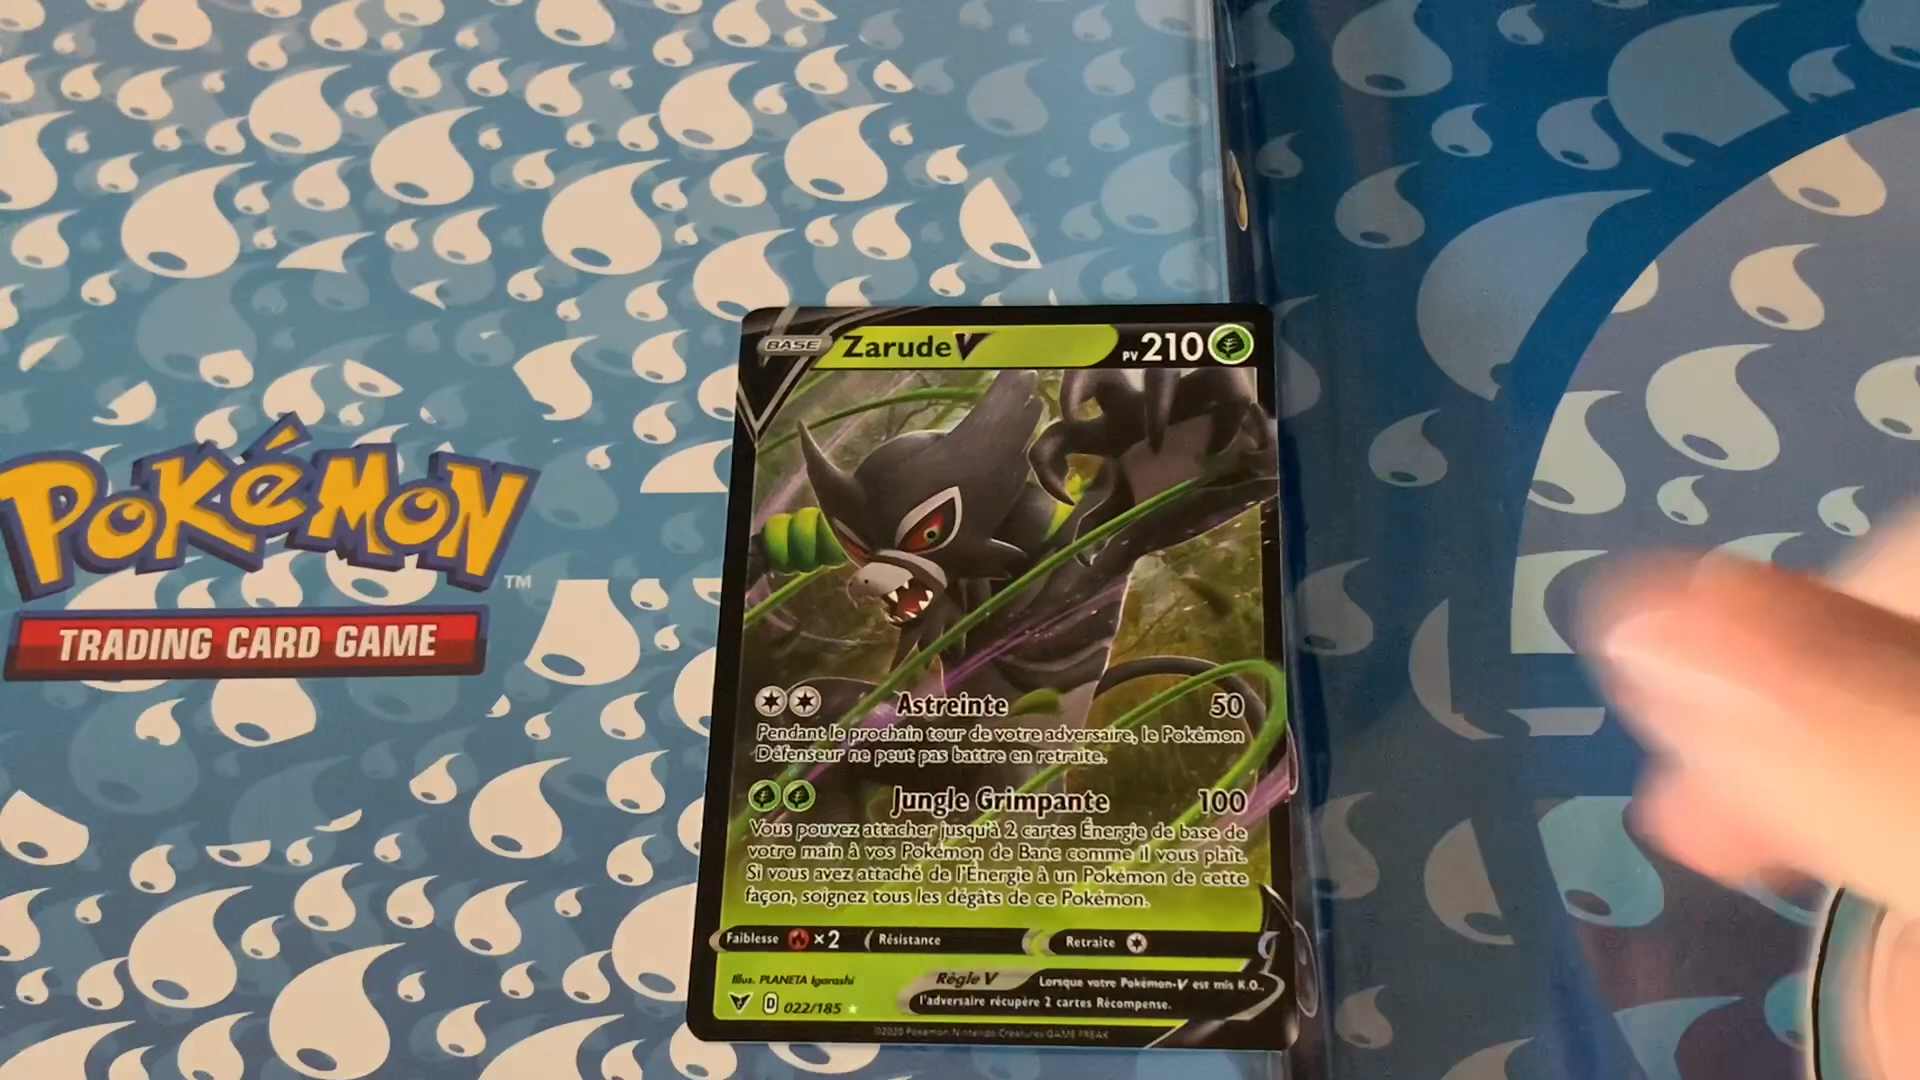 POKéMON
TM
TRADING CARD GAME
BASE Zarude V PV 210
Astreinte 50
Pendant le prochain tour de votre adversaire, le Pokémon
Défenseur ne peut pas battre en retraite.
Jungle Grimpante 100
Vous pouvez attacher jusqu'à 2 cartes Énergie de base de
votre main à vos Pokémon de Banc comme il vous plaît.
Si vous avez attaché de l'Énergie à un Pokémon de cette
façon, soignez tous les dégâts de ce Pokémon.
Faiblesse ×2 Résistance Retraite
Illus. PLANETA Igarashi
Règle V Lorsque votre Pokémon-V est mis K.O.,
l'adversaire récupère 2 cartes Récompense.
D 022/185
©2020 Pokémon/Nintendo/Creatures/GAME FREAK